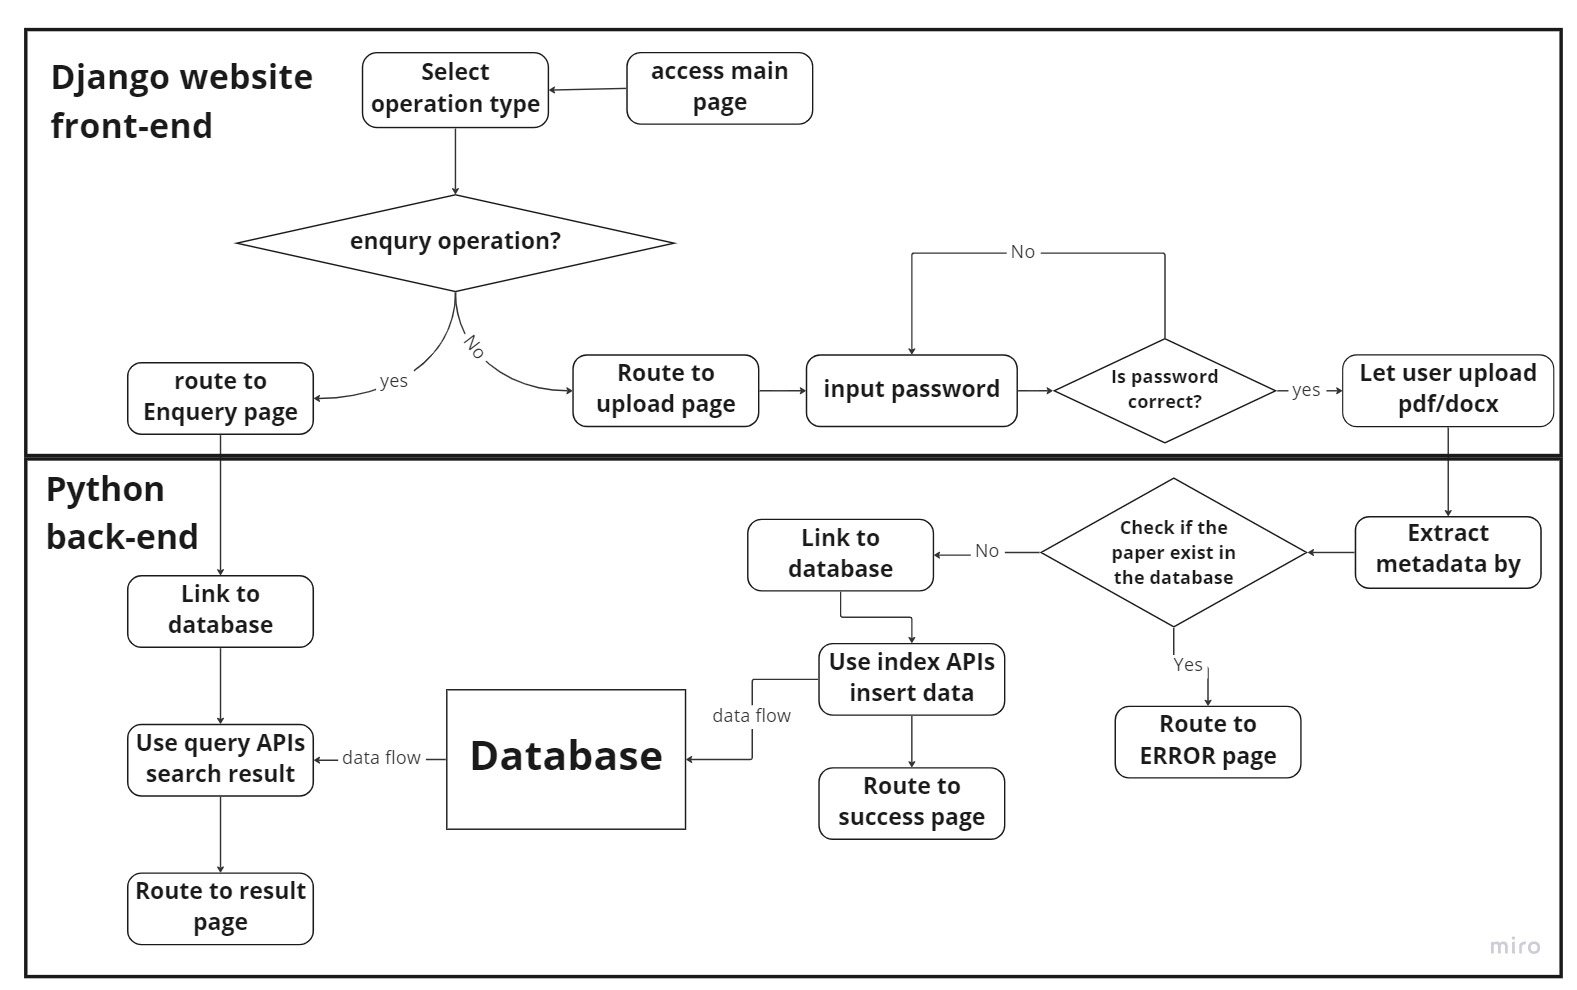 Django website
front-end
Select
operation type
access main
page
enqury operation?
No
No
yes
route to
Enquery page
Route to
upload page
input password
Is password
correct?
yes
Let user upload
pdf/docx
Python
back-end
Link to
database
Use query APIs
search result
Route to result
page
data flow
Database
data flow
Link to
database
Use index APIs
insert data
Route to
success page
No
Check if the
paper exist in
the database
Yes
Route to
ERROR page
Extract
metadata by
miro